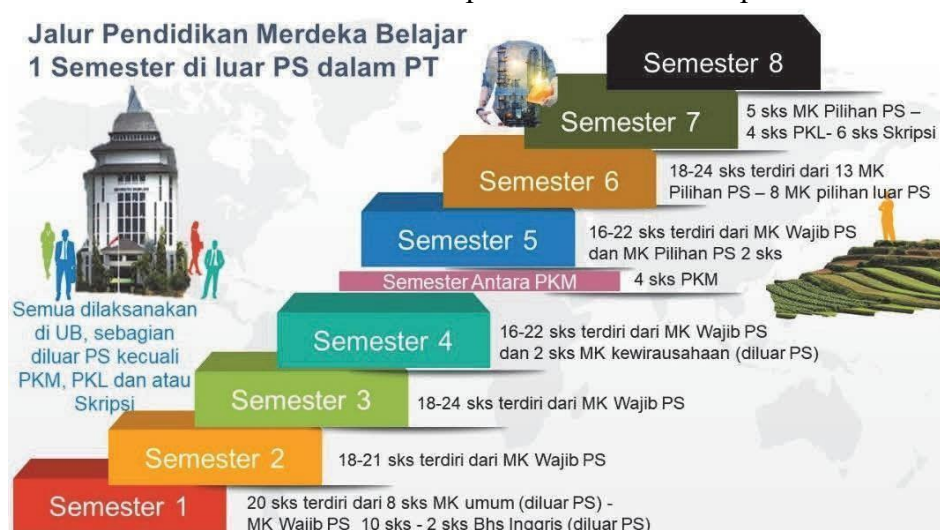 Jalur Pendidikan Merdeka Belajar
1 Semester di luar PS dalam PT
Semester 8
Semester 7
5 sks MK Pilihan PS –
4 sks PKL- 6 sks Skripsi
Semester 6
18-24 sks terdiri dari 13 MK
Pilihan PS – 8 MK pilihan luar PS
Semester 5
16-22 sks terdiri dari MK Wajib PS
dan MK Pilihan PS 2 sks
Semester Antara PKM
4 sks PKM
Semua dilaksanakan
di UB, sebagian
diluar PS kecuali
PKM, PKL dan atau
Skripsi
Semester 4
16-22 sks terdiri dari MK Wajib PS
dan 2 sks MK kewirausahaan (diluar PS)
Semester 3
18-24 sks terdiri dari MK Wajib PS
Semester 2
18-21 sks terdiri dari MK Wajib PS
Semester 1
20 sks terdiri dari 8 sks MK umum (diluar PS) -
MK Wajib PS 10 sks - 2 sks Bhs Inggris (diluar PS)